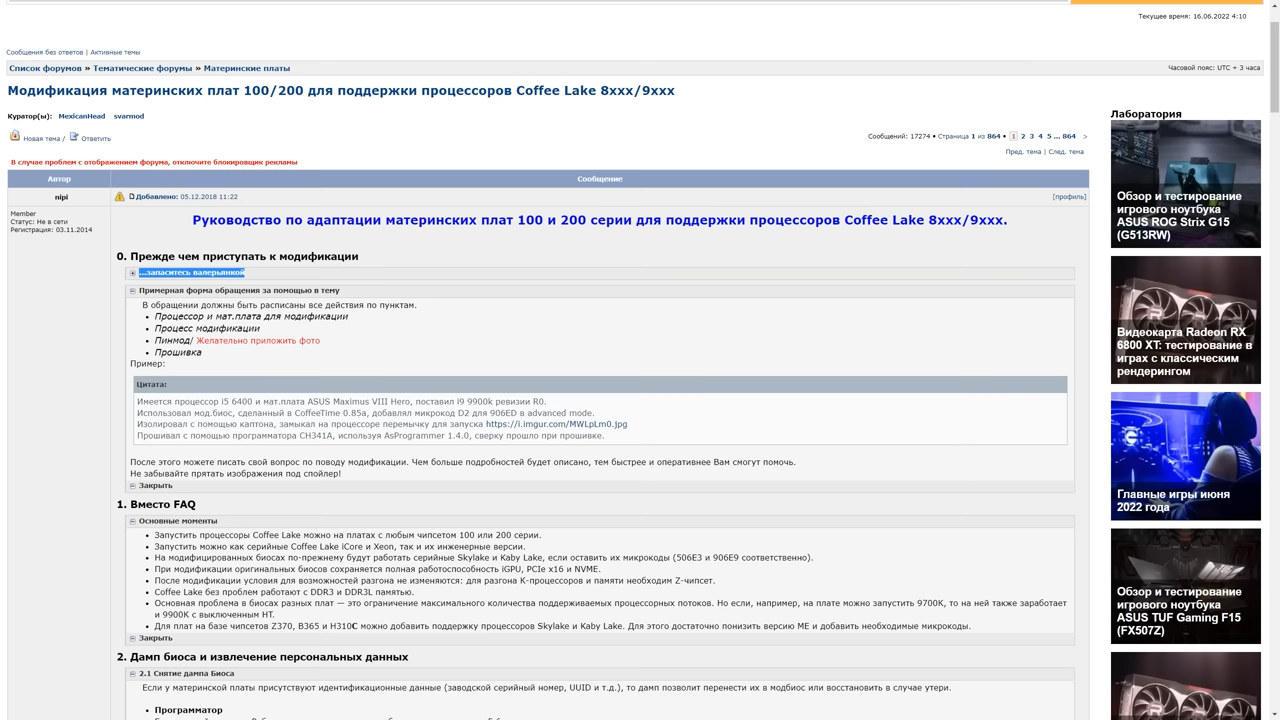 Текущее время: 16.06.2022 4:10
Сообщения без ответов | Активные темы
Список форумов » Тематические форумы » Материнские платы
Часовой пояс: UTC + 3 часа
Модификация материнских плат 100/200 для поддержки процессоров Coffee Lake 8xxx/9xxx
Куратор(ы): MexicanHead svarmod
Новая тема / Ответить
Сообщений: 17274 • Страница 1 из 864 • 1 2 3 4 5 ... 864 >
Пред. тема | След. тема
В случае проблем с отображением форума, отключите блокировщик рекламы
Автор
Сообщение
nipi
Добавлено: 05.12.2018 11:22
[профиль]
Member
Статус: Не в сети
Регистрация: 03.11.2014
Руководство по адаптации материнских плат 100 и 200 серии для поддержки процессоров Coffee Lake 8xxx/9xxx.
0. Прежде чем приступать к модификации
...запаситесь валерьянкой
Примерная форма обращения за помощью в тему
В обращении должны быть расписаны все действия по пунктам.
• Процессор и мат.плата для модификации
• Процесс модификации
• Пинмод/ Желательно приложить фото
• Прошивка
Пример:
Цитата:
Имеется процессор i5 6400 и мат.плата ASUS Maximus VIII Hero, поставил i9 9900k ревизии R0.
Использовал мод.биос, сделанный в CoffeeTime 0.85a, добавлял микрокод D2 для 906ED в advanced mode.
Изолировал с помощью каптона, замыкал на процессоре перемычку для запуска https://i.imgur.com/MWLpLm0.jpg
Прошивал с помощью программатора CH341A, используя AsProgrammer 1.4.0, сверку прошло при прошивке.
После этого можете писать свой вопрос по поводу модификации. Чем больше подробностей будет описано, тем быстрее и оперативнее Вам смогут помочь.
Не забывайте прятать изображения под спойлер!
Закрыть
1. Вместо FAQ
Основные моменты
• Запустить процессоры Coffee Lake можно на платах с любым чипсетом 100 или 200 серии.
• Запустить можно как серийные Coffee Lake iCore и Xeon, так и их инженерные версии.
• На модифицированных биосах по-прежнему будут работать серийные Skylake и Kaby Lake, если оставить их микрокоды (506E3 и 906E9 соответственно).
• При модификации оригинальных биосов сохраняется полная работоспособность iGPU, PCIe x16 и NVME.
• После модификации условия для возможностей разгона не изменяются: для разгона К-процессоров и памяти необходим Z-чипсет.
• Coffee Lake без проблем работают с DDR3 и DDR3L памятью.
• Основная проблема в биосах разных плат — это ограничение максимального количества поддерживаемых процессорных потоков. Но если, например, на плате можно запустить 9700K, то на ней также заработает
и 9900K с выключенным HT.
• Для плат на базе чипсетов Z370, B365 и H310C можно добавить поддержку процессоров Skylake и Kaby Lake. Для этого достаточно понизить версию ME и добавить необходимые микрокоды.
Закрыть
2. Дамп биоса и извлечение персональных данных
2.1 Снятие дампа Биоса
Если у материнской платы присутствуют идентификационные данные (заводской серийный номер, UUID и т.д.), то дамп позволит перенести их в модбиос или восстановить в случае утери.
• Программатор
Лаборатория
Обзор и тестирование
игрового ноутбука
ASUS ROG Strix G15
(G513RW)
Видеокарта Radeon RX
6800 XT: тестирование в
играх с классическим
рендерингом
Главные игры июня
2022 года
Обзор и тестирование
игрового ноутбука
ASUS TUF Gaming F15
(FX507Z)